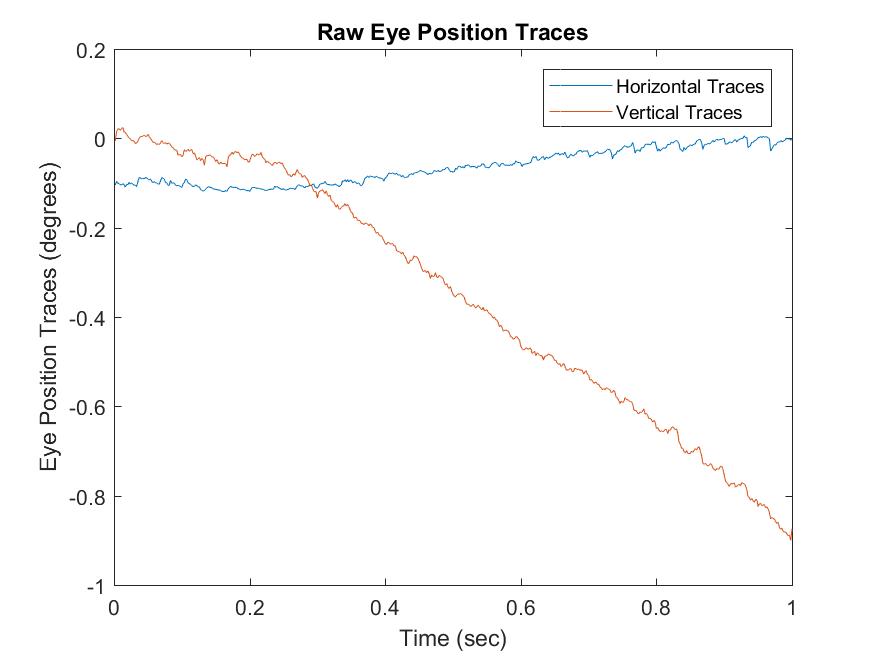 Raw Eye Position Traces
Horizontal Traces
Vertical Traces
Eye Position Traces (degrees)
0.2
0
-0.2
-0.4
-0.6
-0.8
-1
0
0.2
0.4
0.6
0.8
1
Time (sec)